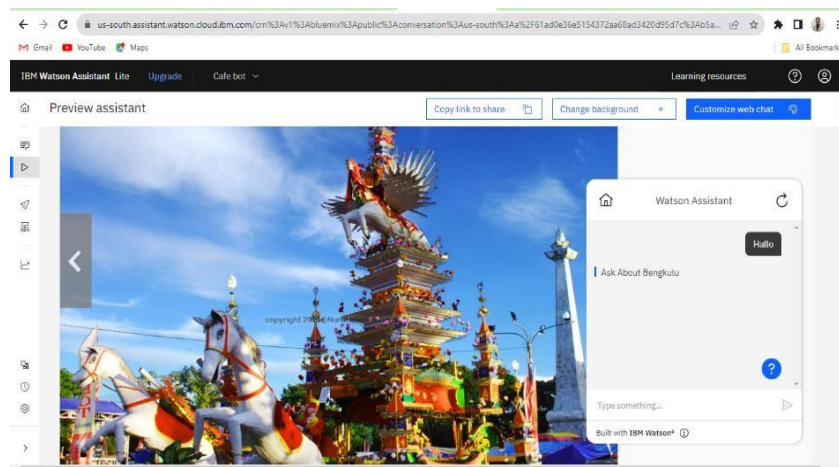 us-south.assistant.watson.cloud.ibm.com/crn%3Av1%3Abluemix%3Apublic%3Aconversation%3Aus-south%3Aa%2F61ad0e36e5154372aa68ad3420d95d7c%3Ab5a...
Gmail YouTube Maps All Bookmark
IBM Watson Assistant Lite Upgrade Cafe bot Learning resources
Preview assistant Copy link to share Change background + Customize web chat
Watson Assistant
Hallo
Ask About Bengkulu
copyright
Type something...
Built with IBM Watson®